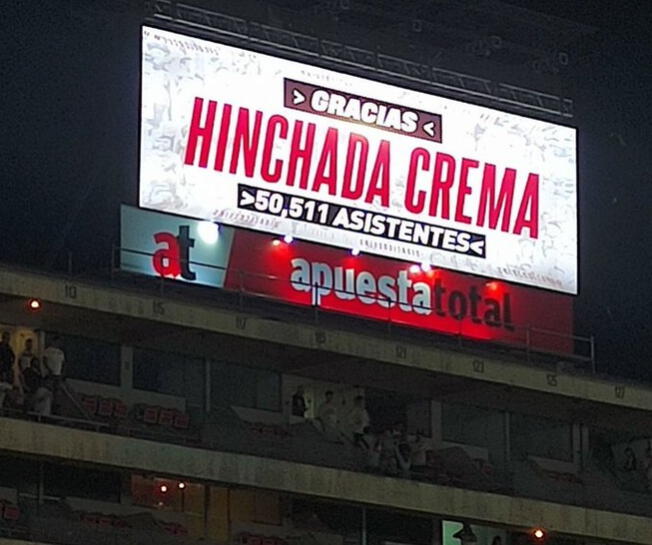 > GRACIAS <
HINCHADA CREMA
>50,511 ASISTENTES<
at
apuestatotal